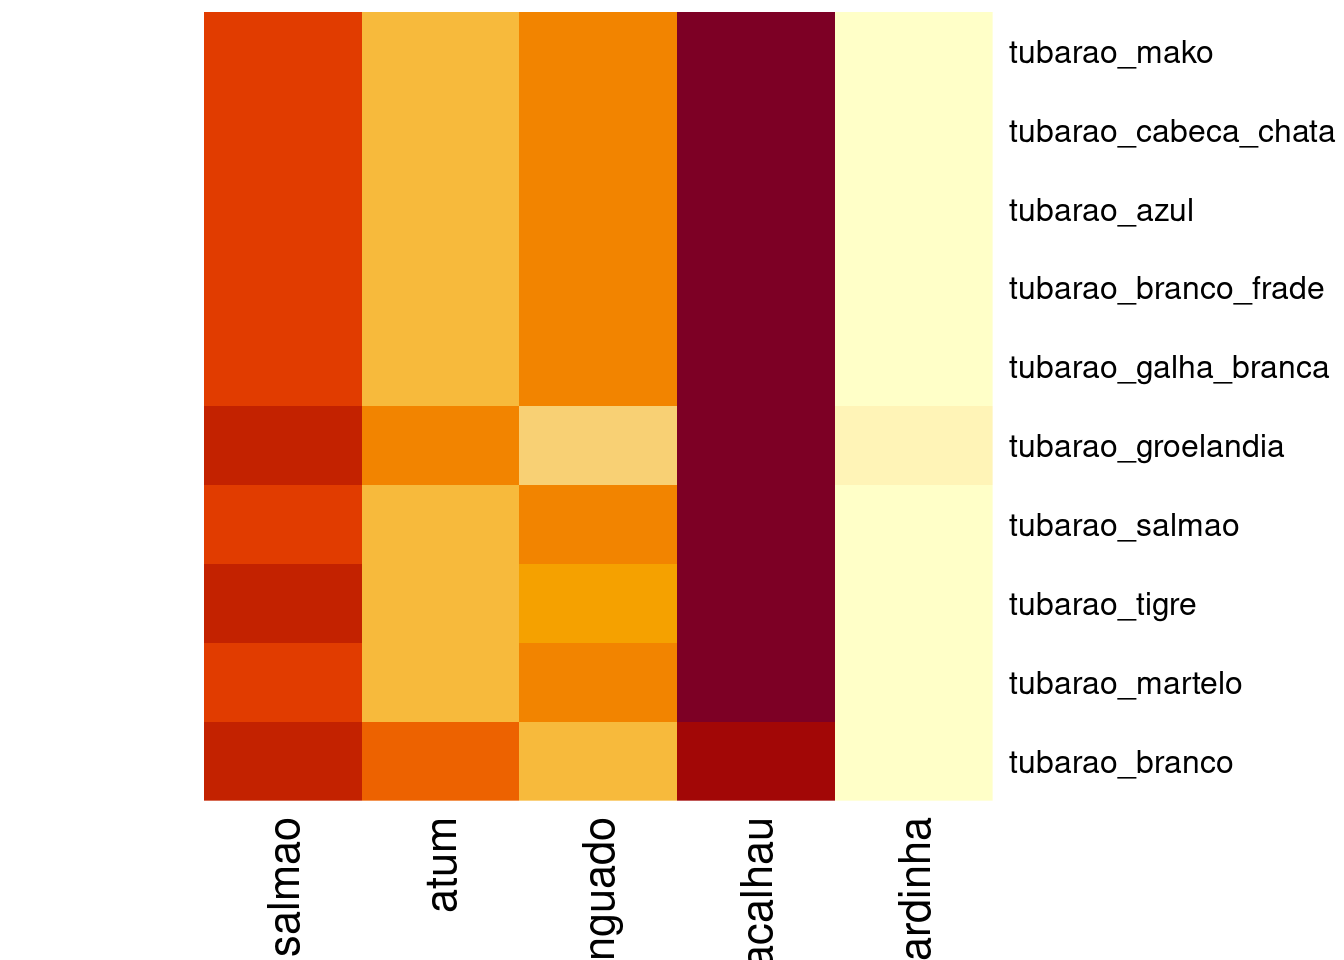 tubarao_mako
tubarao_cabeca_chata
tubarao_azul
tubarao_branco_frade
tubarao_galha_branca
tubarao_groelandia
tubarao_salmao
tubarao_tigre
tubarao_martelo
tubarao_branco
salmao
atum
nguado
acalhau
ardinha